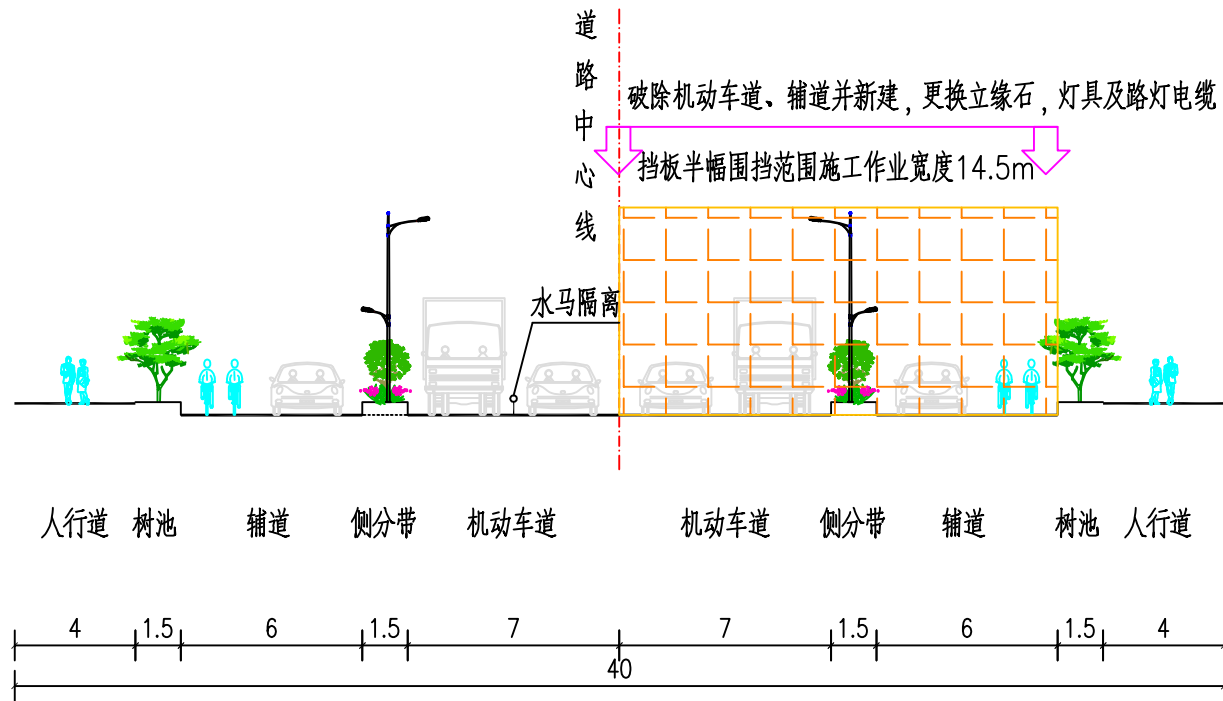 道路中心线
破除机动车道、辅道并新建，更换立缘石，灯具及路灯电缆
挡板半幅围挡范围施工作业宽度14.5m
水马隔离
人行道 树池 辅道 侧分带 机动车道 机动车道 侧分带 辅道 树池 人行道
4 1.5 6 1.5 7 7 1.5 6 1.5 4
40